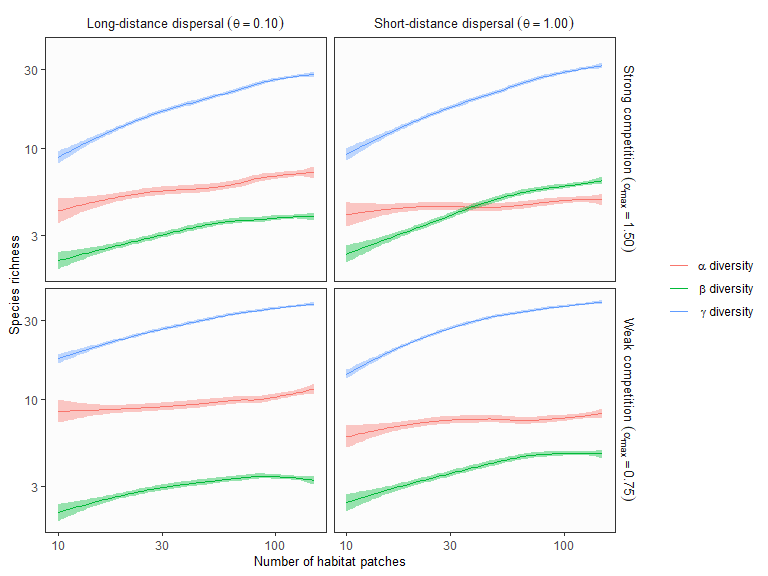 Long-distance dispersal (θ = 0.10)
Short-distance dispersal (θ = 1.00)
30
10
3
Strong competition (αmax = 1.50)
30
10
3
Weak competition (αmax = 0.75)
Species richness
10
30
100
10
30
100
Number of habitat patches
α diversity
β diversity
γ diversity